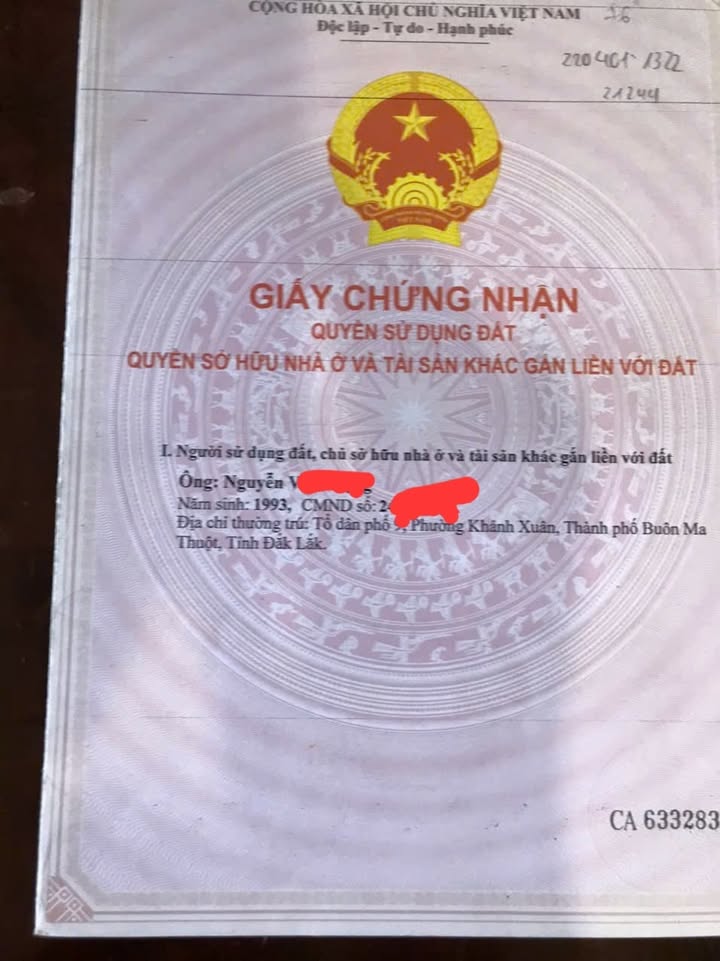 CỘNG HÒA XÃ HỘI CHỦ NGHĨA VIỆT NAM
Độc lập - Tự do - Hạnh phúc
220401 1322
21244
GIẤY CHỨNG NHẬN
QUYỀN SỬ DỤNG ĐẤT
QUYỀN SỞ HỮU NHÀ Ở VÀ TÀI SẢN KHÁC GẮN LIỀN VỚI ĐẤT
I. Người sử dụng đất, chủ sở hữu nhà ở và tài sản khác gắn liền với đất
Ông: Nguyễn V
Năm sinh: 1993, CMND số: 2
Địa chỉ thường trú: Tổ dân phố, Phường Khánh Xuân, Thành phố Buôn Ma
Thuột, Tỉnh Đắk Lắk.
CA 633283